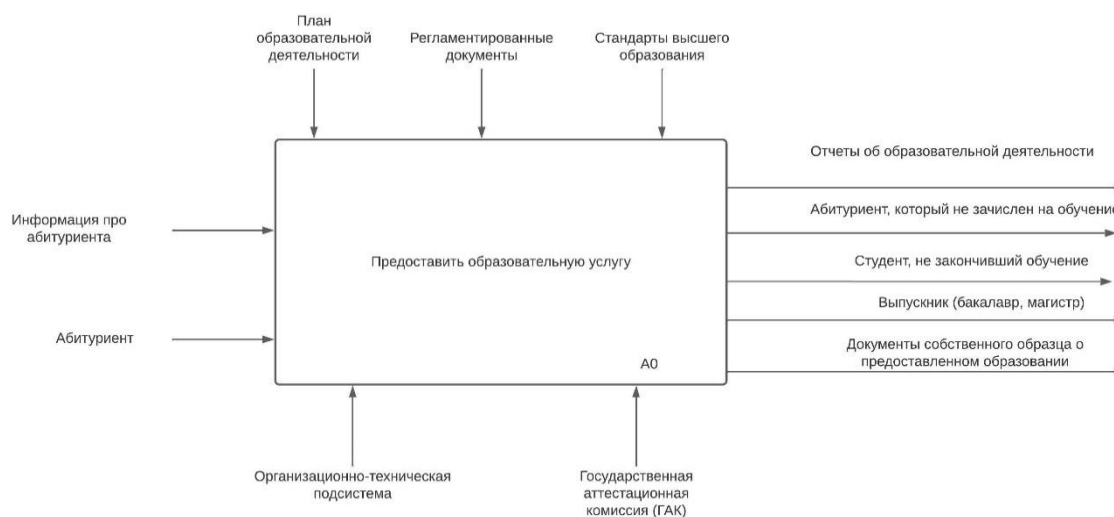 План
образовательной
деятельности
Регламентированные
документы
Стандарты высшего
образования
Отчеты об образовательной деятельности
Информация про
абитуриента
Абитуриент, который не зачислен на обучение
Предоставить образовательную услугу
Студент, не закончивший обучение
Выпускник (бакалавр, магистр)
Абитуриент
Документы собственного образца о
предоставленном образовании
A0
Организационно-техническая
подсистема
Государственная
аттестационная
комиссия (ГАК)